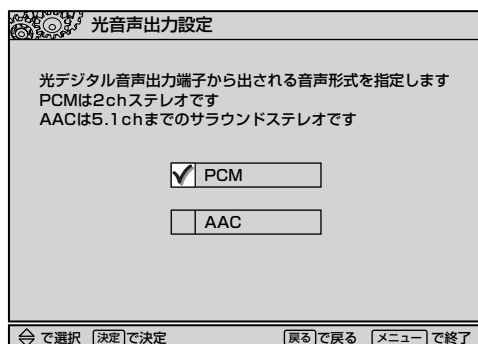 光音声出力設定
光デジタル音声出力端子から出される音声形式を指定します
PCMは2chステレオです
AACは5.1chまでのサラウンドステレオです
PCM
AAC
で選択 決定で決定 戻るで戻る メニューで終了